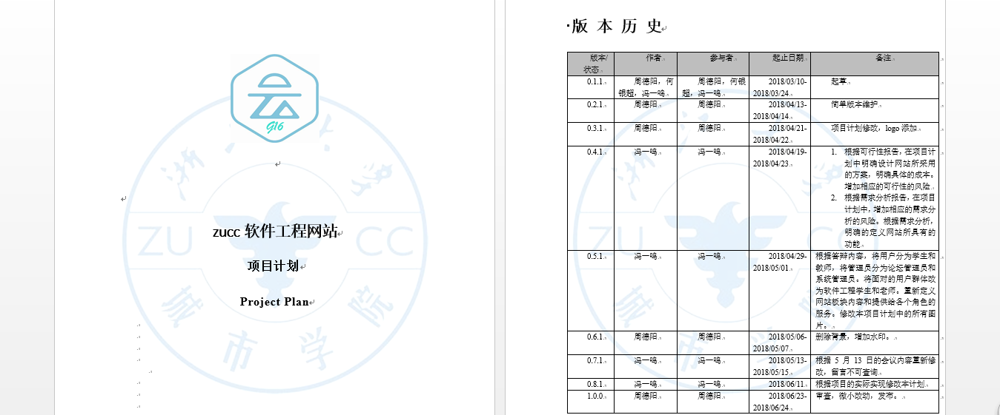 云
G16
浙江大学
ZUCC
城市学院
zucc 软件工程网站
项目计划
Project Plan
·版 本 历 史
版本/
状态
作者
参与者
起止日期
备注
0.1.1
周德阳，何
银超，冯一鸣
周德阳，何银
超，冯一鸣
2018/03/10-
2018/03/24
起草
0.2.1
周德阳
周德阳
2018/04/13-
2018/04/14
简单版本维护
0.3.1
周德阳
周德阳
2018/04/21-
2018/04/22
项目计划修改，logo 添加
0.4.1
冯一鸣
冯一鸣
2018/04/19-
2018/04/23
1. 根据可行性报告，在项目计
划中明确设计网站所采用
的方案，明确具体的成本。
增加相应的可行性的风险
2. 根据需求分析报告，在项目
计划中，增加相应的需求分
析的风险。根据需求分析，
明确的定义网站所具有的
功能
0.5.1
冯一鸣
冯一鸣
2018/04/29-
2018/05/01
根据答辩内容，将用户分为学生和
教师，将管理员分为论坛管理员和
系统管理员。将面对的用户群体改
为软件工程学生和老师。重新定义
网站板块内容和提供给各个角色的
服务。修改本项目计划中的所有图
片。
0.6.1
周德阳
周德阳
2018/05/06-
2018/05/07
删除背景，增加水印。
0.7.1
冯一鸣
冯一鸣
2018/05/13-
2018/05/15
根据 5 月 13 日的会议内容重新修
改，留言不可查询
0.8.1
冯一鸣
冯一鸣
2018/06/11
根据项目的实际实现修改本计划
1.0.0
周德阳
周德阳
2018/06/23-
2018/06/24
审查，微小改动，发布。